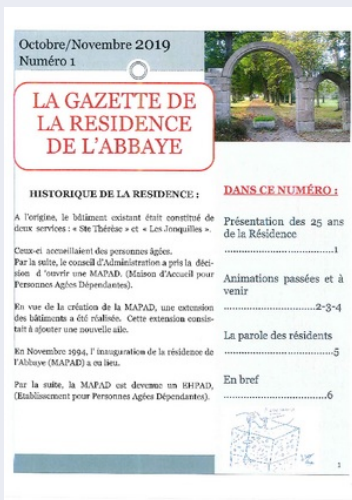 Octobre/Novembre 2019
Numéro 1
LA GAZETTE DE
LA RESIDENCE
DE L'ABBAYE
HISTORIQUE DE LA RESIDENCE :
A l'origine, le bâtiment existant était constitué de
deux services : « Ste Thérèse » et « Les Jonquilles ».
Ceux-ci accueillaient des personnes âgées.
Par la suite, le conseil d'Administration a pris la déci-
sion d 'ouvrir une MAPAD. (Maison d'Accueil pour
Personnes Agées Dépendantes).
En vue de la création de la MAPAD, une extension
des bâtiments a été réalisée. Cette extension consis-
tait à ajouter une nouvelle aile.
En Novembre 1994, l' inauguration de la résidence de
l'Abbaye (MAPAD) a eu lieu.
Par la suite, la MAPAD est devenue un EHPAD,
(Etablissement pour Personnes Agées Dépendantes).
DANS CE NUMÉRO :
Présentation des 25 ans
de la Résidence
.................................1
Animations passées et à
venir
.............................2-3-4
La parole des résidents
.................................5
En bref
...............................6
1